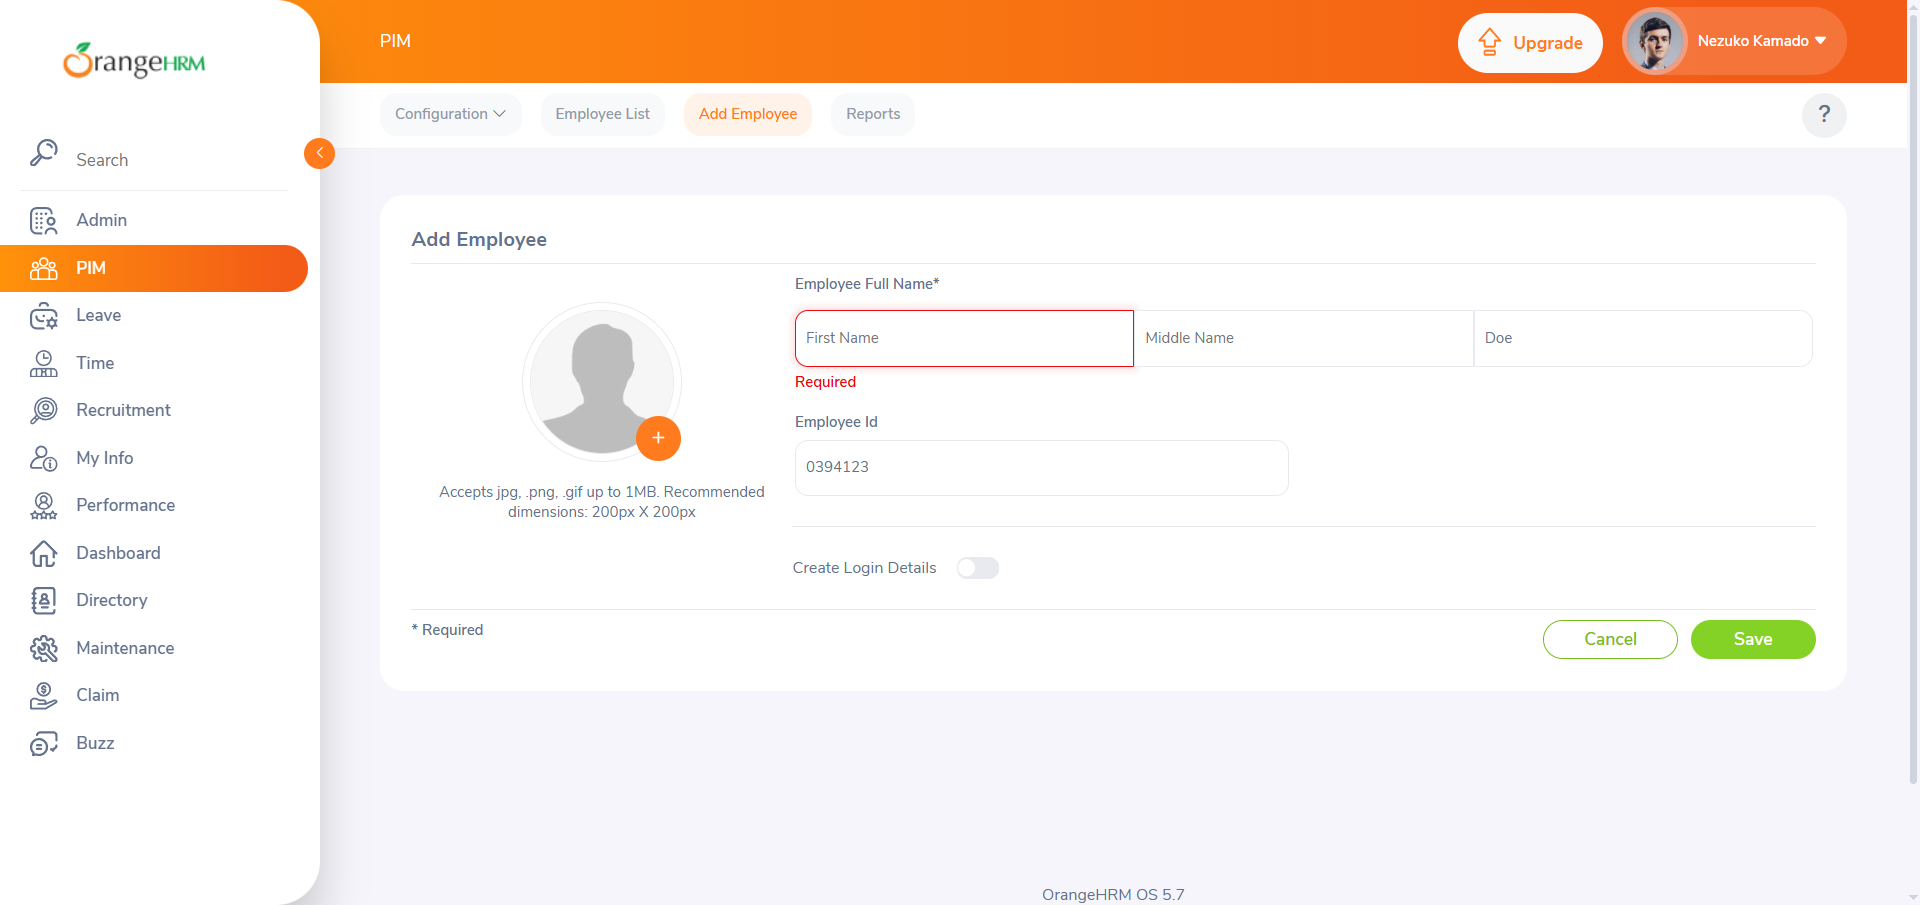 OrangeHRM
PIM
Upgrade
Nezuko Kamado
Configuration
Employee List
Add Employee
Reports
?
Search
Admin
PIM
Leave
Time
Recruitment
My Info
Performance
Dashboard
Directory
Maintenance
Claim
Buzz
Add Employee
Accepts jpg, .png, .gif up to 1MB. Recommended
dimensions: 200px X 200px
Employee Full Name*
First Name
Middle Name
Doe
Required
Employee Id
0394123
Create Login Details
* Required
Cancel
Save
OrangeHRM OS 5.7